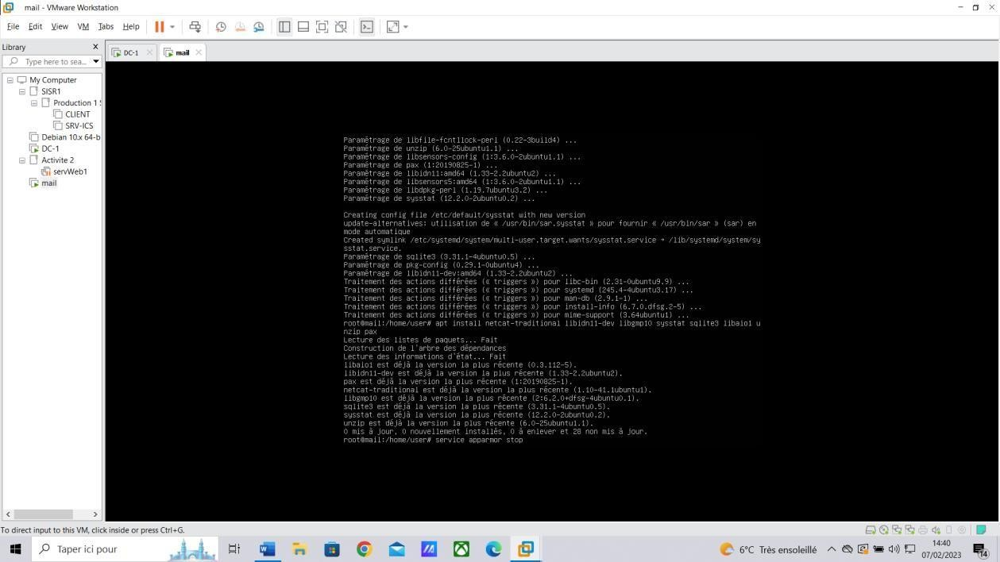 mail - VMware Workstation
File Edit View VM Tabs Help
Library
Type here to sea...
My Computer
SISR1
Production 1
CLIENT
SRV-ICS
Debian 10.x 64-b
DC-1
Activite 2
servWeb1
mail
DC-1
mail
Paramétrage de libfile-fcntllock-perl (0.22-3build4) ...
Paramétrage de unzip (6.0-25ubuntu1.1) ...
Paramétrage de libsensors-config (1:3.6.0-2ubuntu1.1) ...
Paramétrage de pax (1:20190825-1) ...
Paramétrage de libidn11:amd64 (1.33-2.2ubuntu2) ...
Paramétrage de libsensors5:amd64 (1:3.6.0-2ubuntu1.1) ...
Paramétrage de libdpkg-perl (1.19.7ubuntu3.2) ...
Paramétrage de sysstat (12.2.0-2ubuntu0.2) ...
Creating config file /etc/default/sysstat with new version
update-alternatives: utilisation de « /usr/bin/sar.sysstat » pour fournir « /usr/bin/sar » (sar) en
mode automatique
Created symlink /etc/systemd/system/multi-user.target.wants/sysstat.service → /lib/systemd/system/sy
sstat.service.
Paramétrage de sqlite3 (3.31.1-4ubuntu0.5) ...
Paramétrage de pkg-config (0.29.1-0ubuntu4) ...
Paramétrage de libidn11-dev:amd64 (1.33-2.2ubuntu2) ...
Traitement des actions différées (« triggers ») pour libc-bin (2.31-0ubuntu9.9) ...
Traitement des actions différées (« triggers ») pour systemd (245.4-4ubuntu3.17) ...
Traitement des actions différées (« triggers ») pour man-db (2.9.1-1) ...
Traitement des actions différées (« triggers ») pour install-info (6.7.0.dfsg.2-5) ...
Traitement des actions différées (« triggers ») pour mime-support (3.64ubuntu1) ...
root@mail:/home/user# apt install netcat-traditional libidn11-dev libgmp10 sysstat sqlite3 libaio1 u
nzip pax
Lecture des listes de paquets... Fait
Construction de l'arbre des dépendances
Lecture des informations d'état... Fait
libaio1 est déjà la version la plus récente (0.3.112-5).
libidn11-dev est déjà la version la plus récente (1.33-2.2ubuntu2).
pax est déjà la version la plus récente (1:20190825-1).
netcat-traditional est déjà la version la plus récente (1.10-41.1ubuntu1).
libgmp10 est déjà la version la plus récente (2:6.2.0+dfsg-4ubuntu0.1).
sqlite3 est déjà la version la plus récente (3.31.1-4ubuntu0.5).
sysstat est déjà la version la plus récente (12.2.0-2ubuntu0.2).
unzip est déjà la version la plus récente (6.0-25ubuntu1.1).
0 mis à jour, 0 nouvellement installés, 0 à enlever et 28 non mis à jour.
root@mail:/home/user# service apparmor stop
To direct input to this VM, click inside or press Ctrl+G.
Taper ici pour
6°C Très ensoleillé
14:40
07/02/2023
14